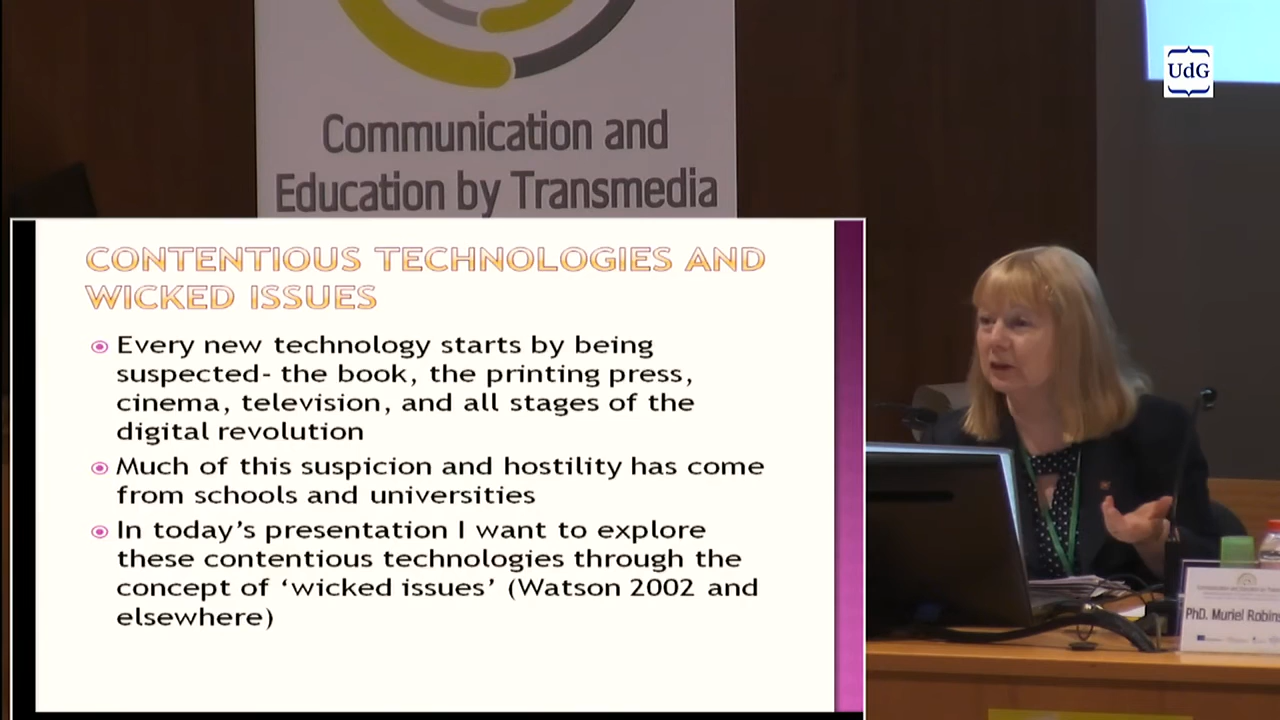 UdG
Communication and
Education by Transmedia
CONTENTIOUS TECHNOLOGIES AND
WICKED ISSUES
Every new technology starts by being
suspected- the book, the printing press,
cinema, television, and all stages of the
digital revolution
Much of this suspicion and hostility has come
from schools and universities
In today's presentation I want to explore
these contentious technologies through the
concept of 'wicked issues' (Watson 2002 and
elsewhere)
PhD. Muriel Robins